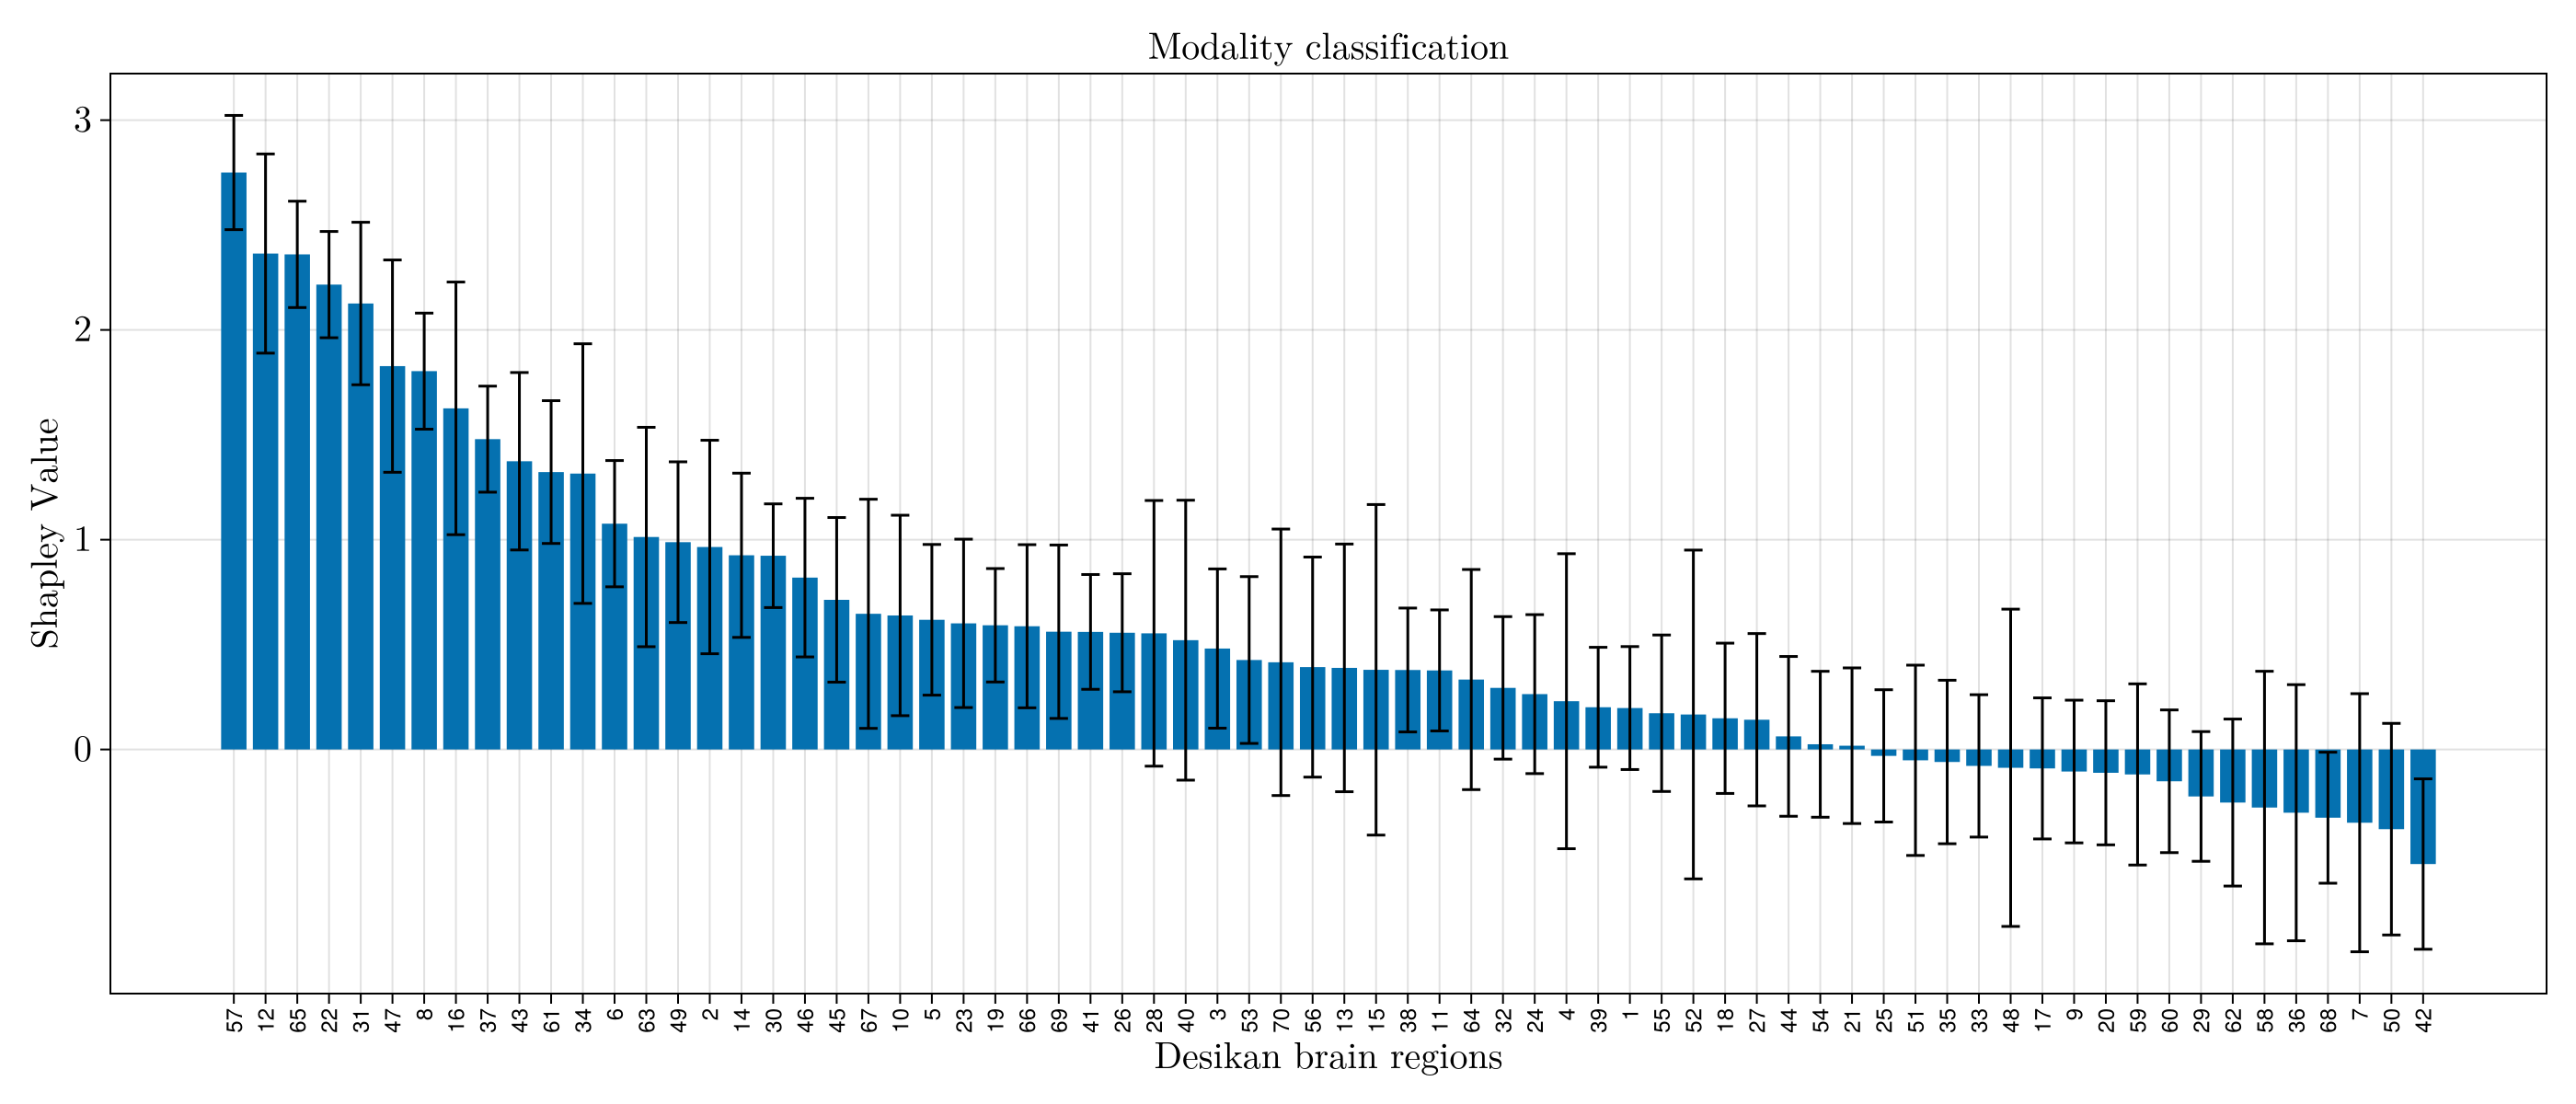 Modality classification
3
2
1
0
Shapley Value
57 12 65 22 31 47 8 16 37 43 61 34 6 63 49 2 14 30 46 45 67 10 5 23 19 66 69 41 26 28 40 3 53 70 56 13 15 38 11 64 32 24 4 39 1 55 52 18 27 44 54 21 25 51 35 33 48 17 9 20 59 60 29 62 58 36 68 7 50 42
Desikan brain regions